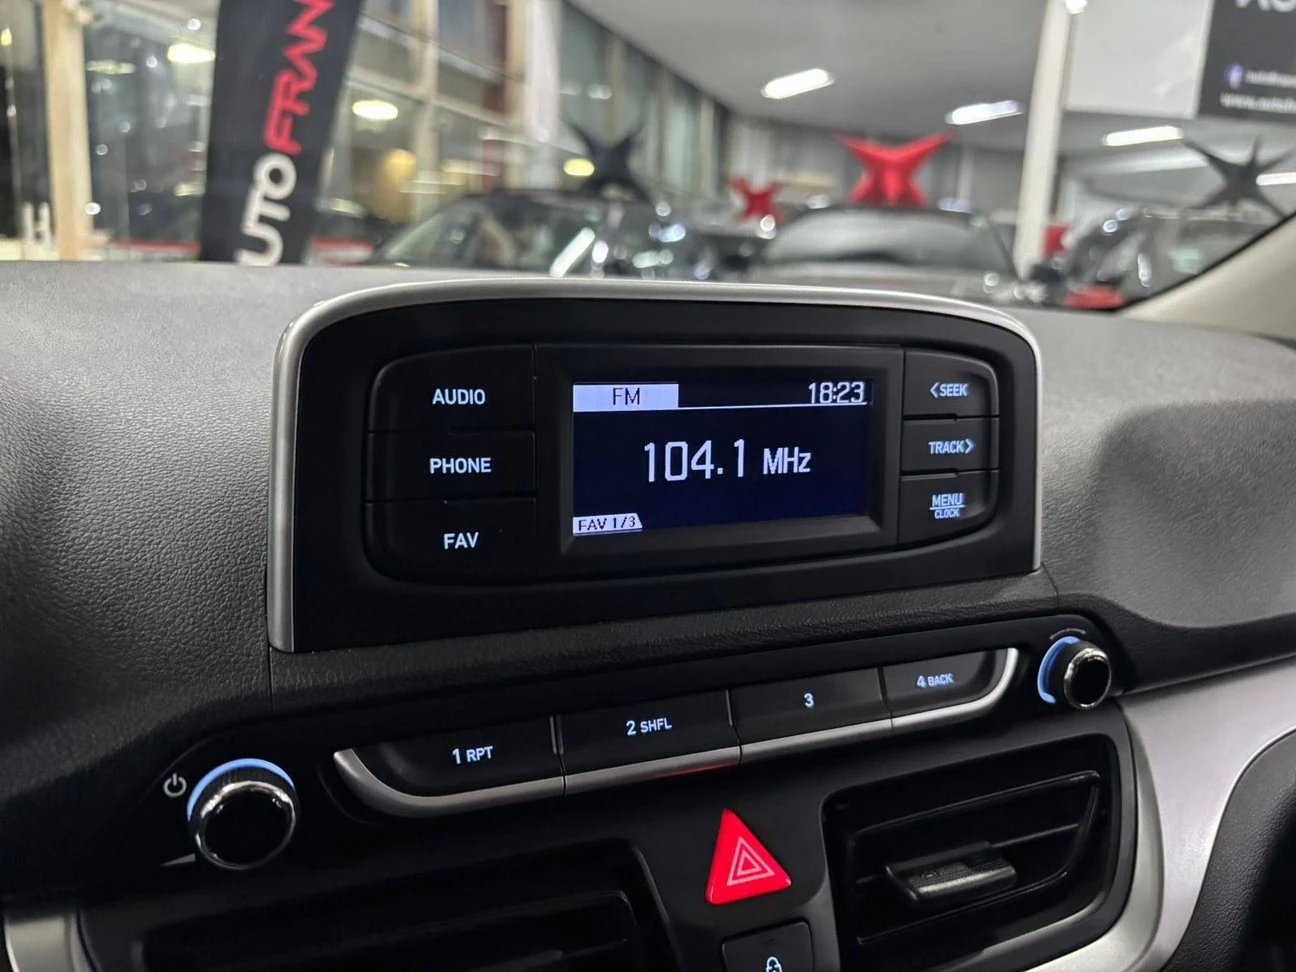 UTOFRAN
AUDIO
PHONE
FAV
FM
18:23
104.1 MHz
FAV 1/3
<SEEK
TRACK>
MENU
CLOCK
1 RPT
2 SHFL
3
4 BACK